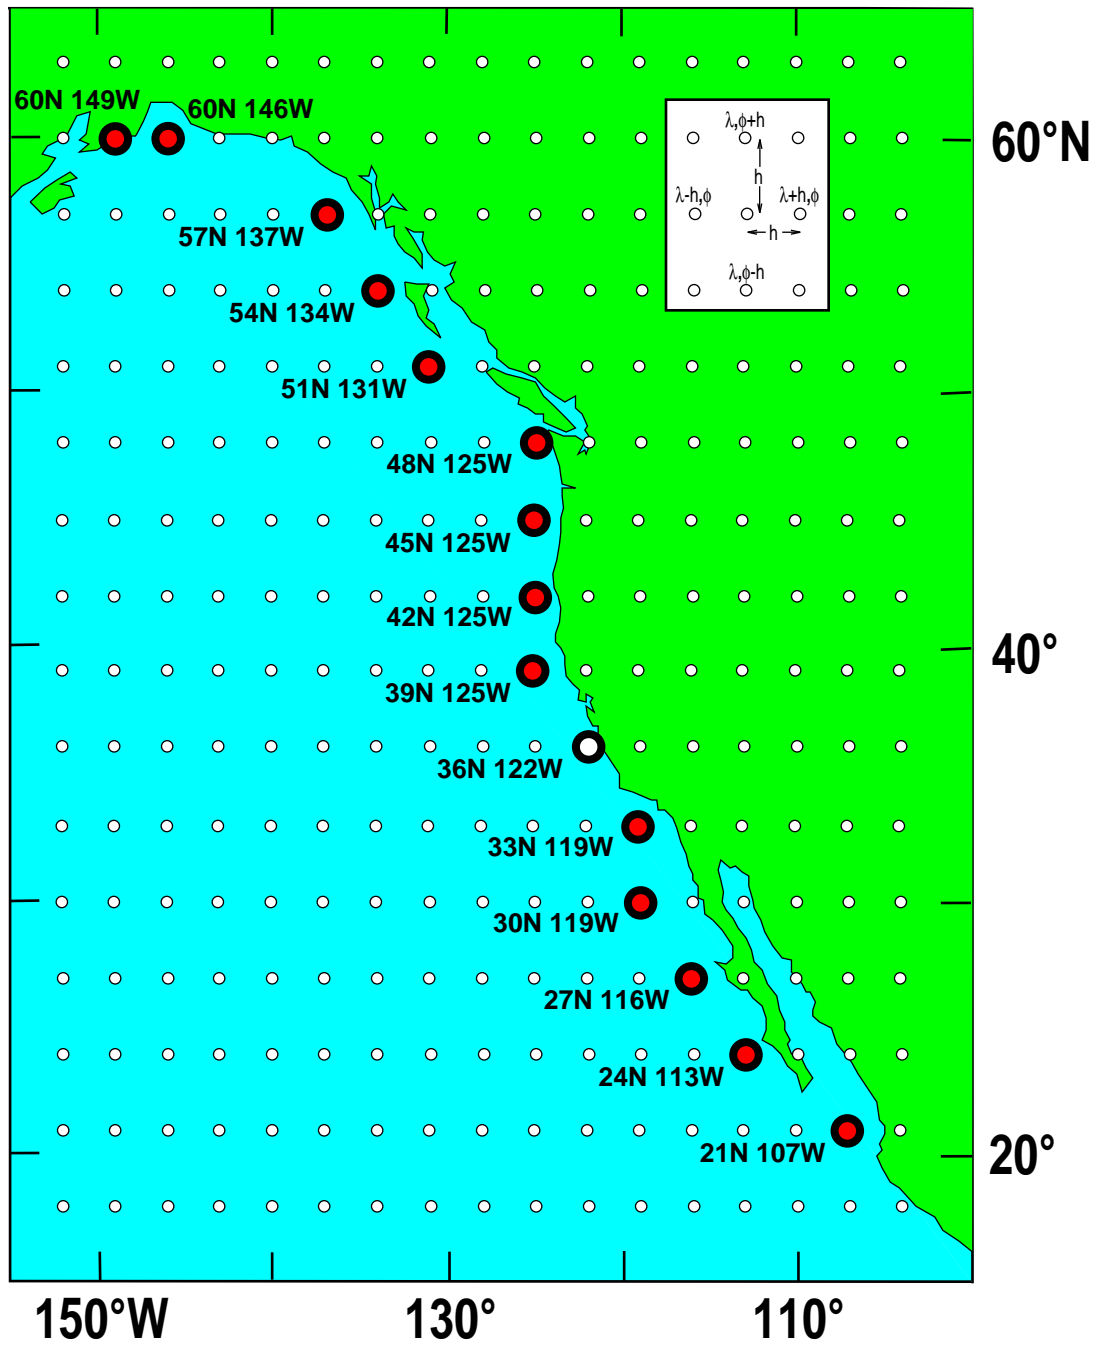 60N 149W
60N 146W
λ,ϕ+h
60°N
h
λ-h,ϕ
λ+h,ϕ
57N 137W
h
λ,ϕ-h
54N 134W
51N 131W
48N 125W
45N 125W
42N 125W
40°
39N 125W
36N 122W
33N 119W
30N 119W
27N 116W
24N 113W
21N 107W
20°
150°W
130°
110°